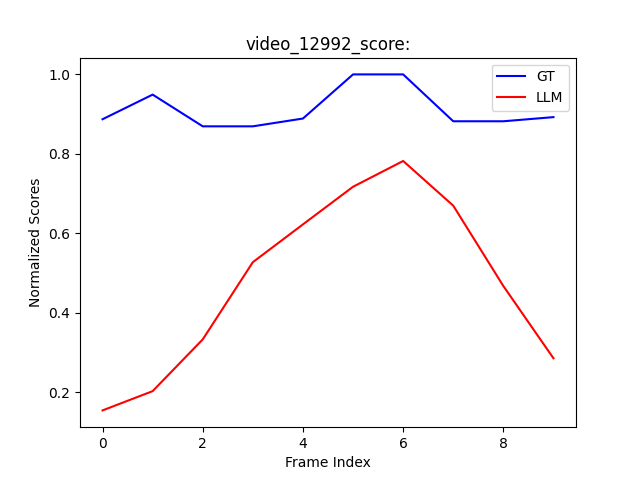 video_12992_score:
GT
LLM
Normalized Scores
1.0
0.8
0.6
0.4
0.2
0 2 4 6 8
Frame Index